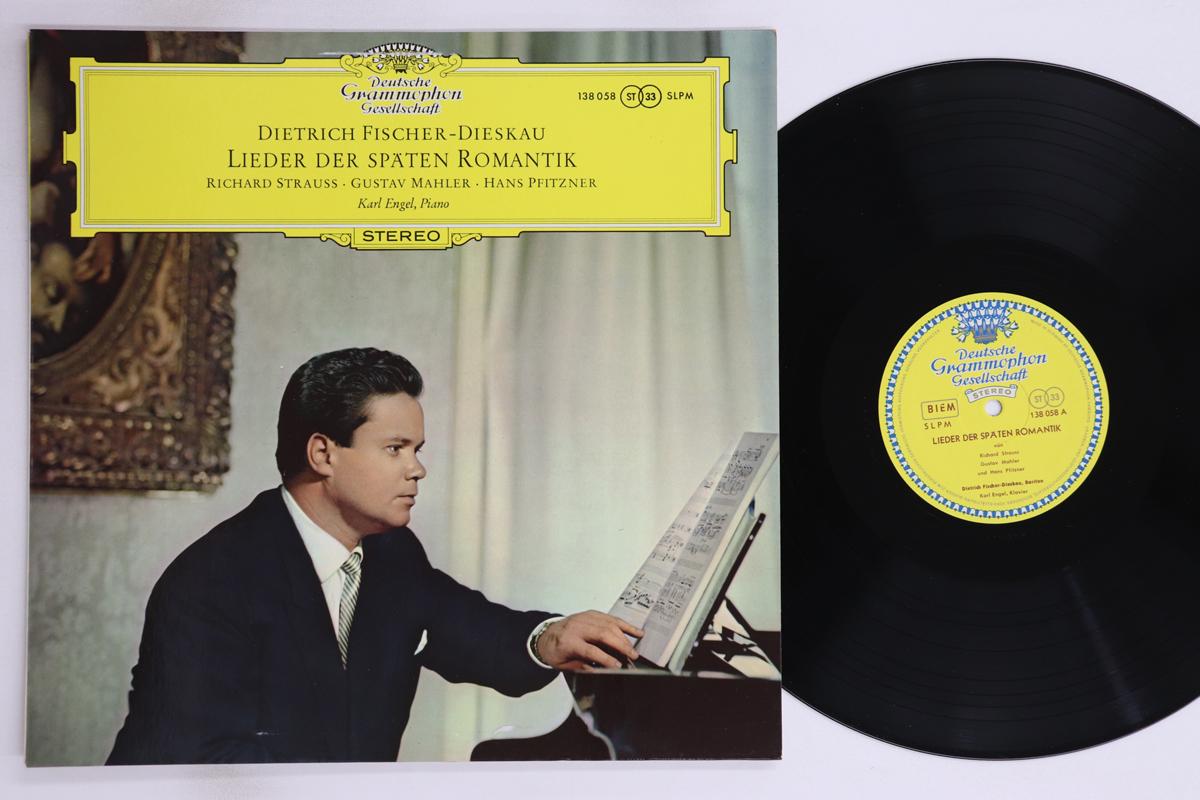 Deutsche
Grammophon
Gesellschaft
138 058 ST 33 SLPM
DIETRICH FISCHER-DIESKAU
LIEDER DER SPÄTEN ROMANTIK
RICHARD STRAUSS · GUSTAV MAHLER · HANS PFITZNER
Karl Engel, Piano
STEREO
Deutsche
Grammophon
Gesellschaft
STEREO
BIEM
ST 33
SLPM
138 058 A
LIEDER DER SPÄTEN ROMANTIK
von
Richard Strauss
Gustav Mahler
und Hans Pfitzner
Dietrich Fischer-Dieskau, Bariton
Karl Engel, Klavier